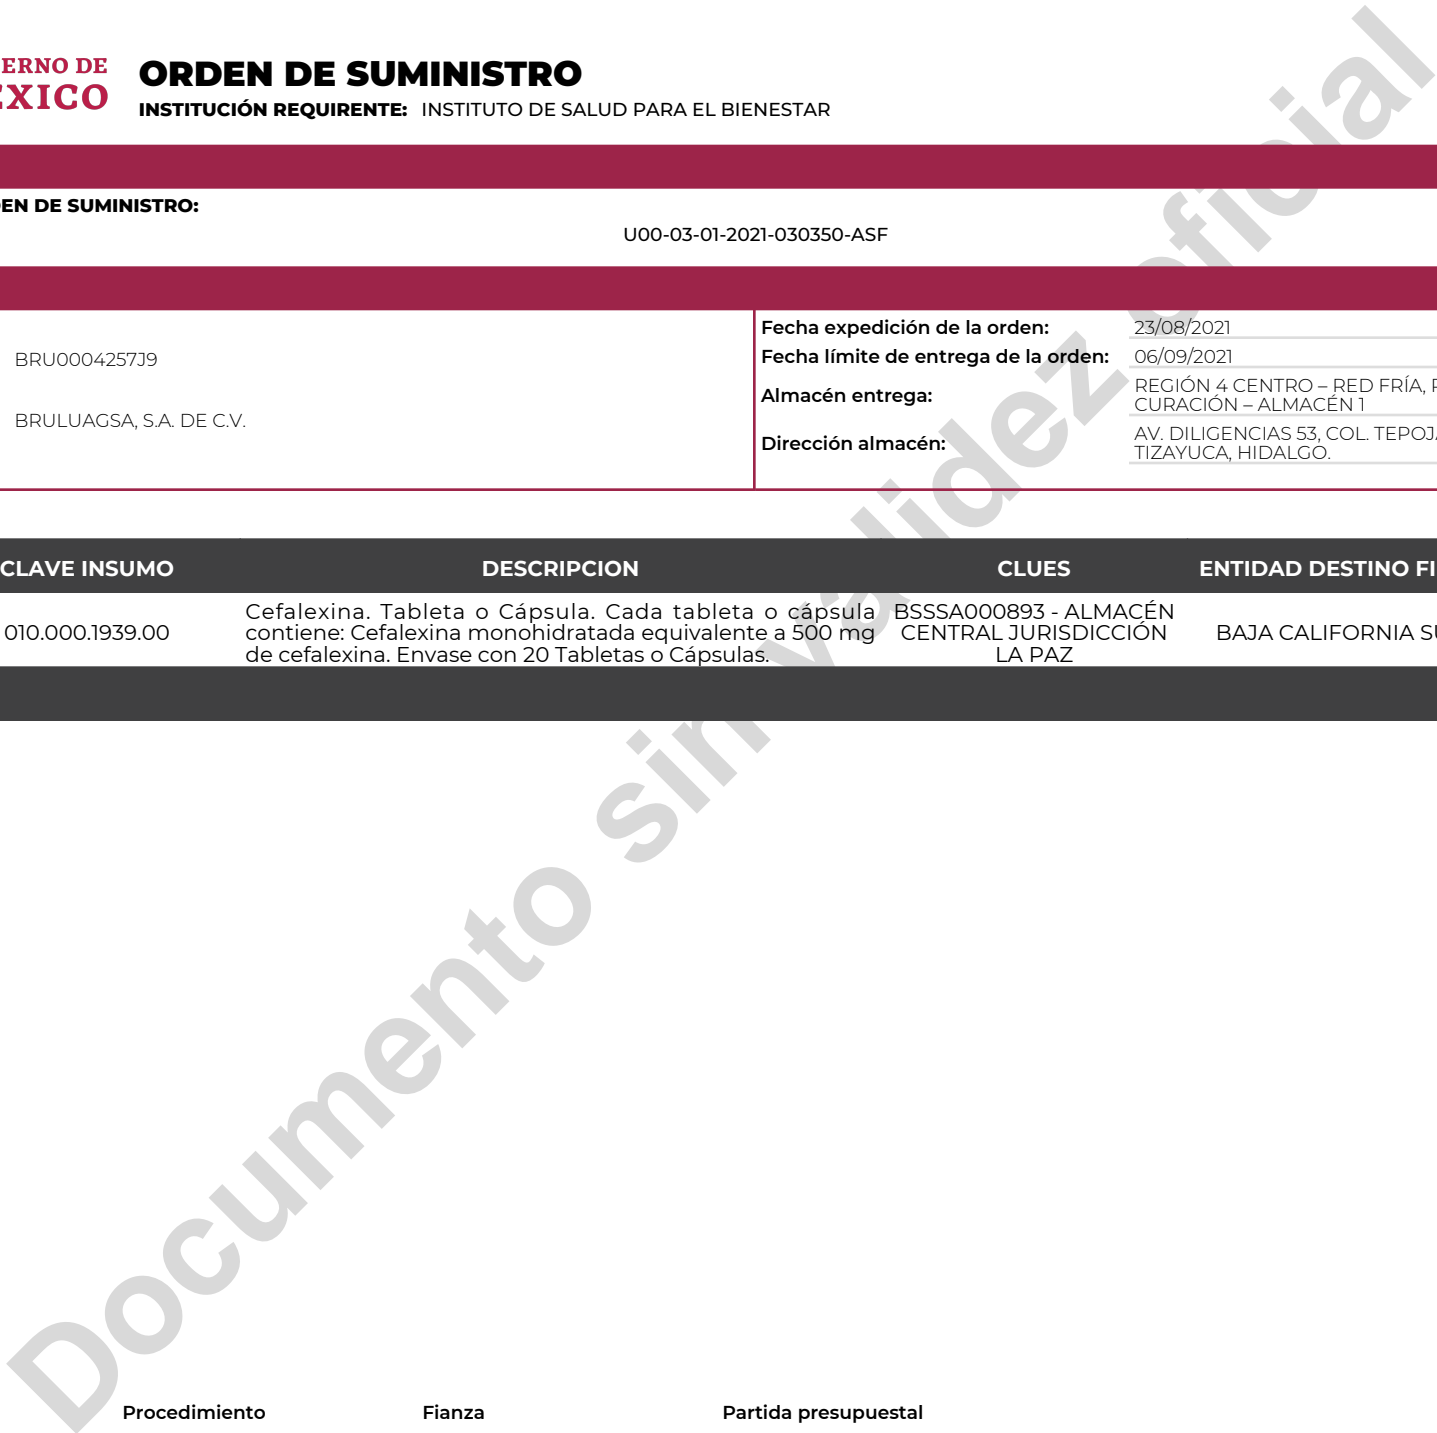 ERNO DE
ÉXICO
ORDEN DE SUMINISTRO
INSTITUCIÓN REQUIRENTE: INSTITUTO DE SALUD PARA EL BIENESTAR
EN DE SUMINISTRO:
U00-03-01-2021-030350-ASF
BRU0004257J9
BRULUAGSA, S.A. DE C.V.
Fecha expedición de la orden: 23/08/2021
Fecha límite de entrega de la orden: 06/09/2021
Almacén entrega: REGIÓN 4 CENTRO – RED FRÍA,
CURACIÓN – ALMACÉN 1
Dirección almacén: AV. DILIGENCIAS 53, COL. TEPOJA
TIZAYUCA, HIDALGO.
CLAVE INSUMO DESCRIPCION CLUES ENTIDAD DESTINO FI
010.000.1939.00
Cefalexina. Tableta o Cápsula. Cada tableta o cápsula
contiene: Cefalexina monohidratada equivalente a 500 mg
de cefalexina. Envase con 20 Tabletas o Cápsulas.
BSSSA000893 - ALMACÉN
CENTRAL JURISDICCIÓN
LA PAZ
BAJA CALIFORNIA SU
Procedimiento Fianza Partida presupuestal
Documento sin validez oficial